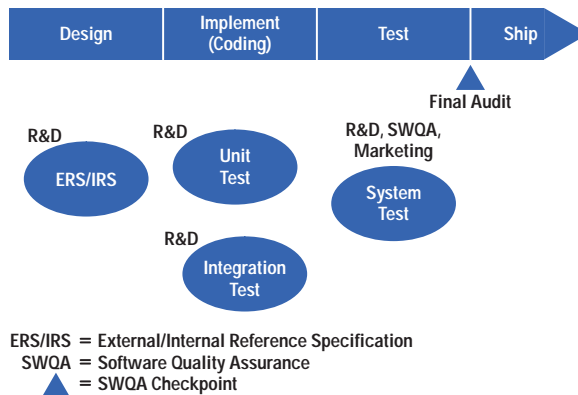 Design
Implement
(Coding)
Test
Ship
Final Audit
R&D
ERS/IRS
R&D
Unit
Test
R&D, SWQA,
Marketing
System
Test
R&D
Integration
Test
ERS/IRS = External/Internal Reference Specification
SWQA = Software Quality Assurance
= SWQA Checkpoint